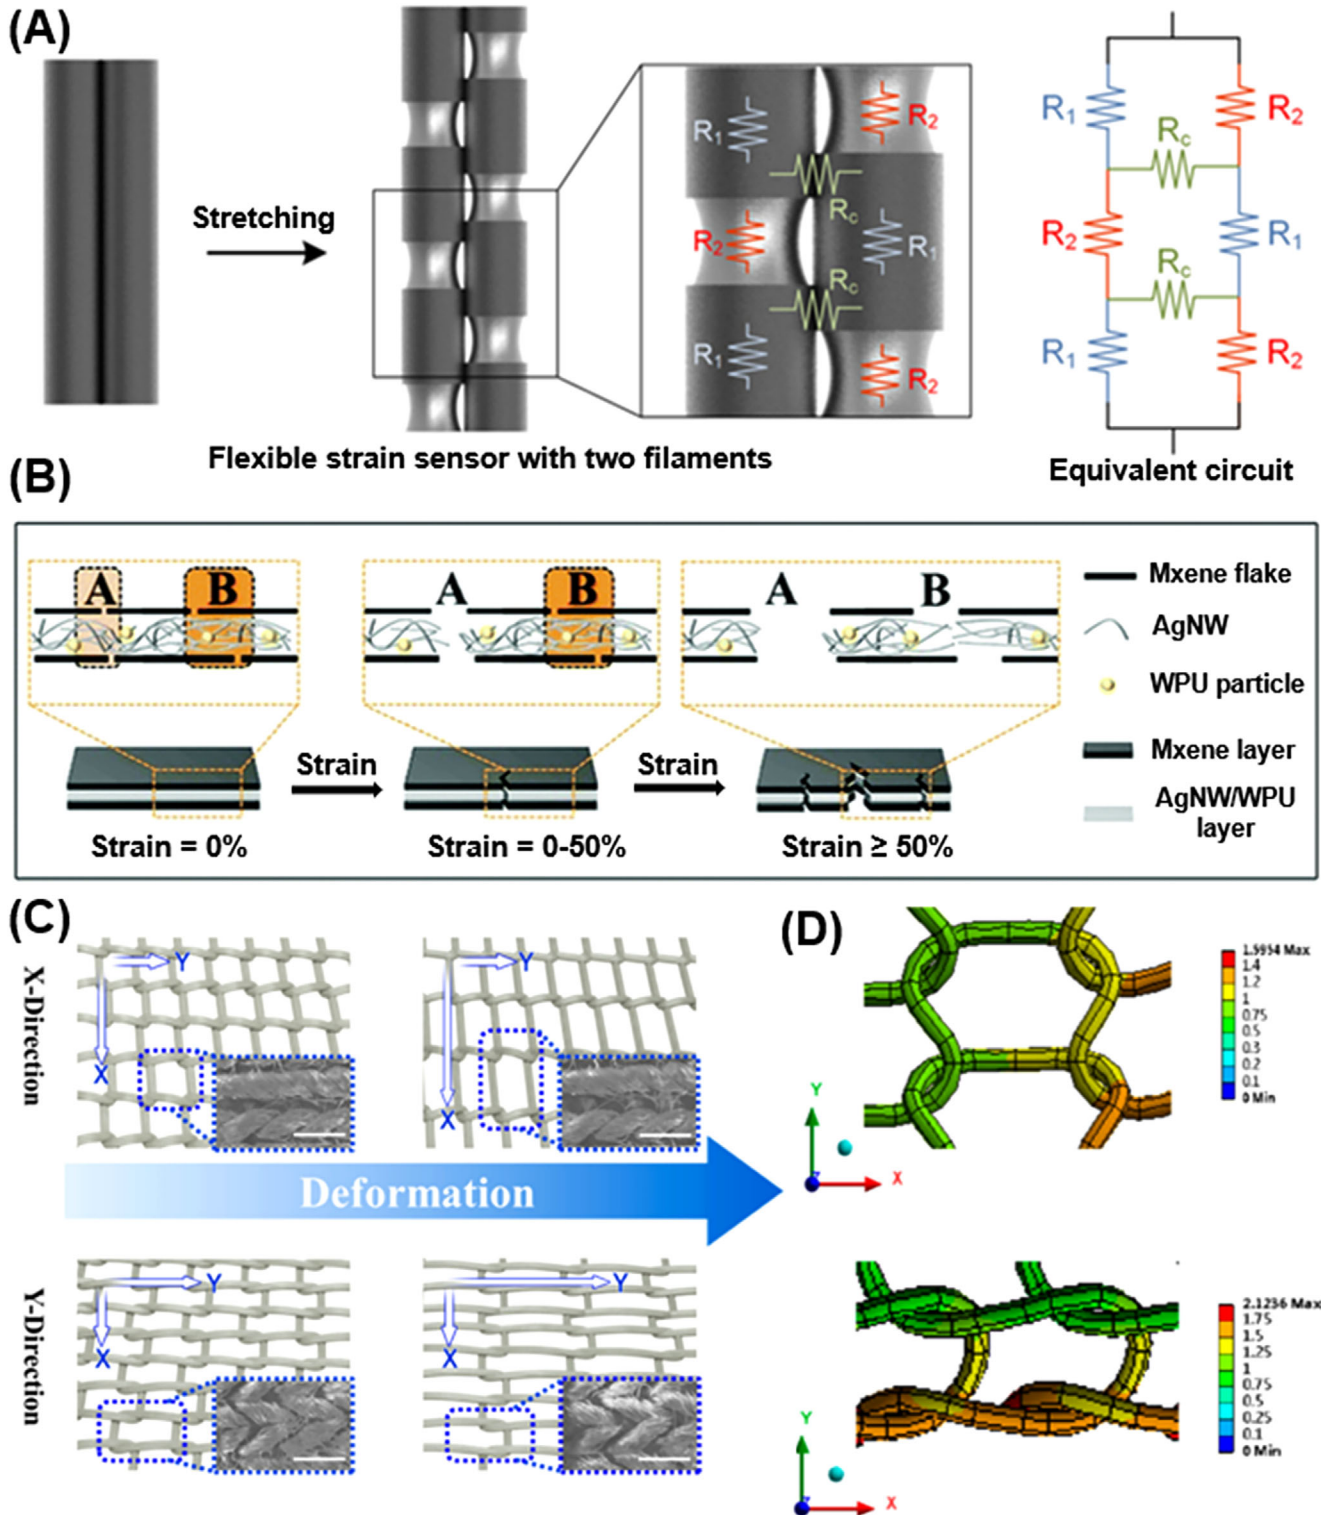 (A)
Stretching
R1
R2
Rc
R2
R1
Rc
R1
R2
R1
R2
Rc
R2
R1
Rc
R1
R2
Flexible strain sensor with two filaments
Equivalent circuit
(B)
A
B
A
B
A
B
Mxene flake
AgNW
WPU particle
Mxene layer
AgNW/WPU
layer
Strain
Strain
Strain = 0%
Strain = 0-50%
Strain ≥ 50%
(C)
X-Direction
Y
X
Y
X
Deformation
Y-Direction
Y
X
Y
X
(D)
1.5954 Max
1.4
1.2
1
0.75
0.5
0.3
0.2
0.1
0 Min
Y
X
2.1236 Max
1.75
1.5
1.25
1
0.75
0.5
0.25
0.1
0 Min
Y
X